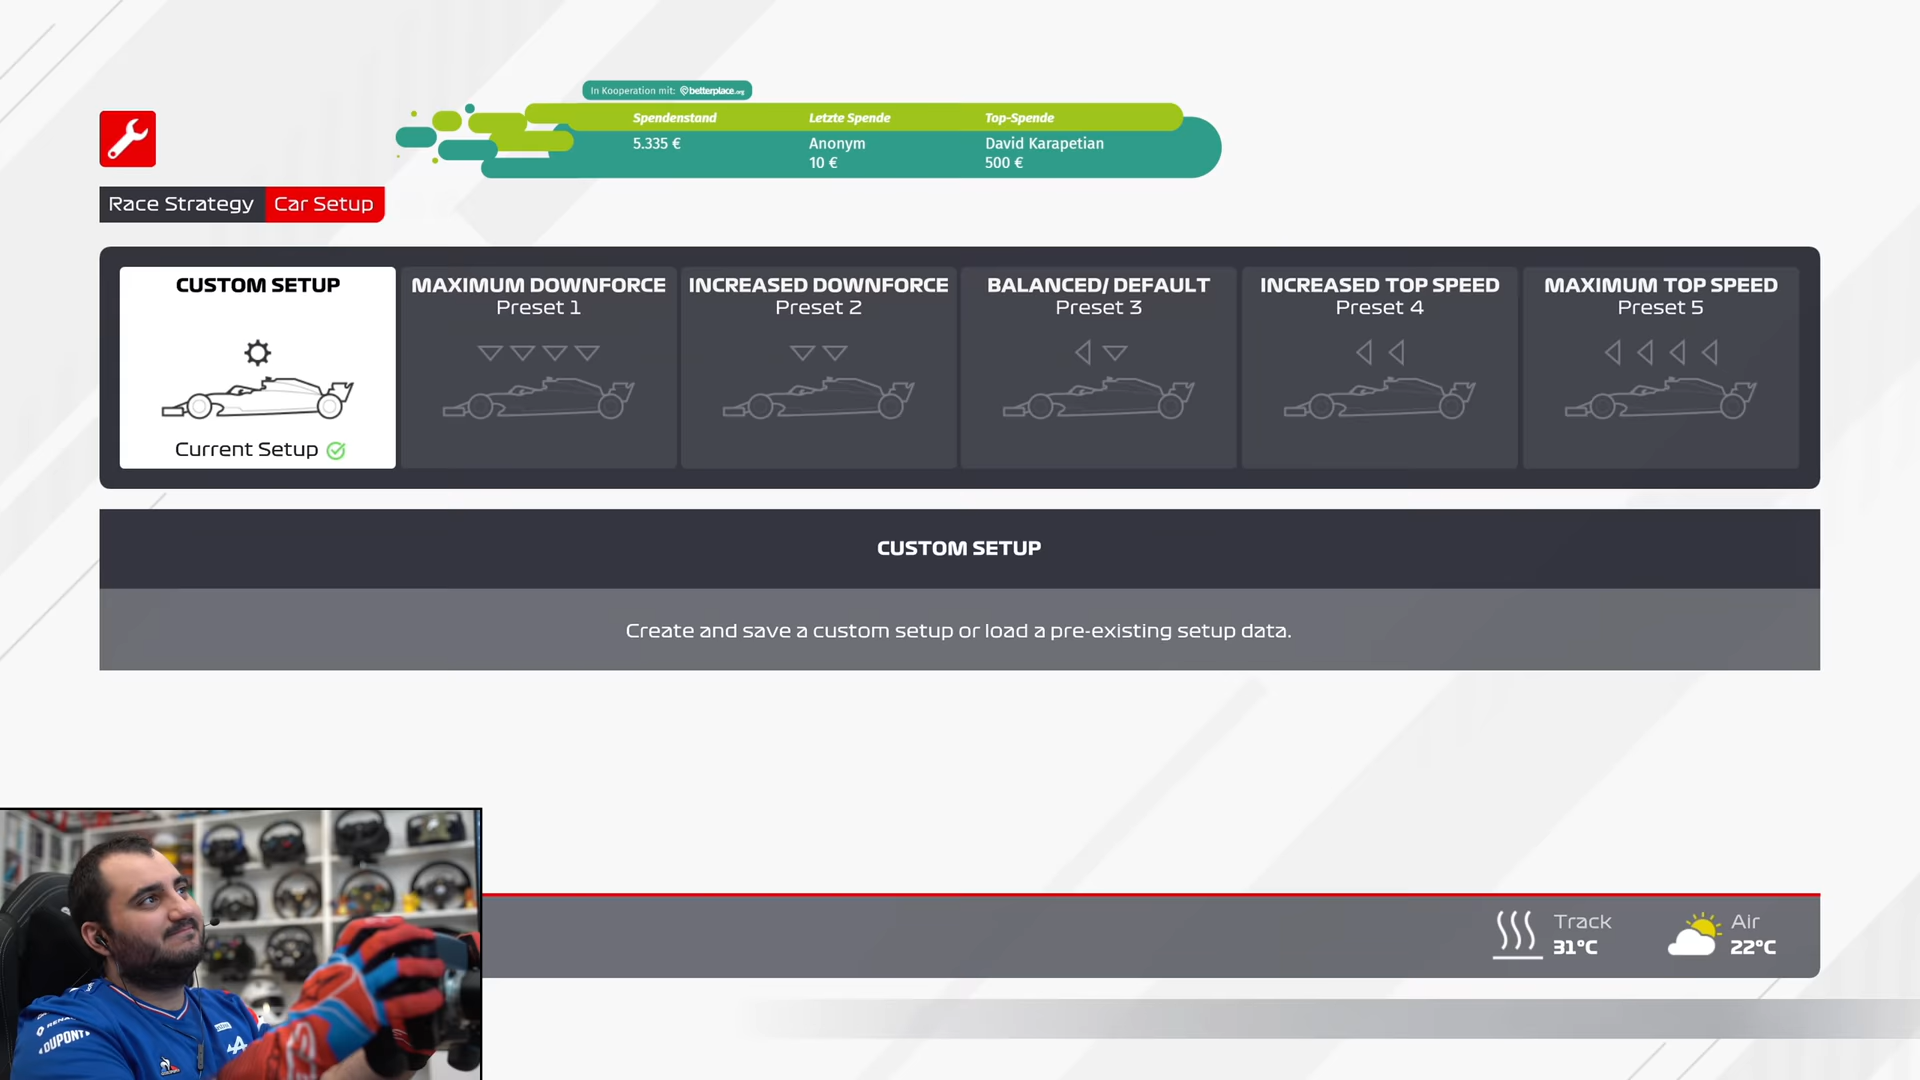 In Kooperation mit: betterplace.org
Spendenstand
5.335 €
Letzte Spende
Anonym
10 €
Top-Spende
David Karapetian
500 €
Race Strategy
Car Setup
CUSTOM SETUP
Current Setup
MAXIMUM DOWNFORCE
Preset 1
INCREASED DOWNFORCE
Preset 2
BALANCED/ DEFAULT
Preset 3
INCREASED TOP SPEED
Preset 4
MAXIMUM TOP SPEED
Preset 5
CUSTOM SETUP
Create and save a custom setup or load a pre-existing setup data.
Track
31°C
Air
22°C
DUPONT